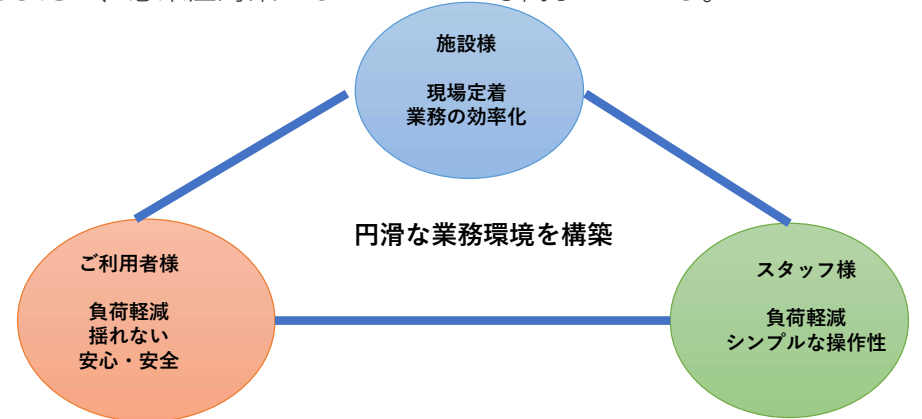 施設様
現場定着
業務の効率化
円滑な業務環境を構築
ご利用者様
負荷軽減
揺れない
安心・安全
スタッフ様
負荷軽減
シンプルな操作性